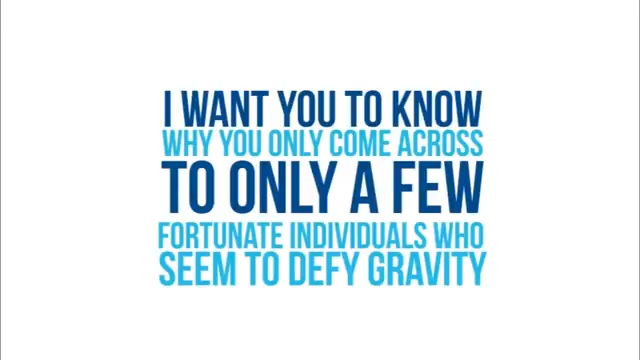 I WANT YOU TO KNOW
WHY YOU ONLY COME ACROSS
TO ONLY A FEW
FORTUNATE INDIVIDUALS WHO
SEEM TO DEFY GRAVITY